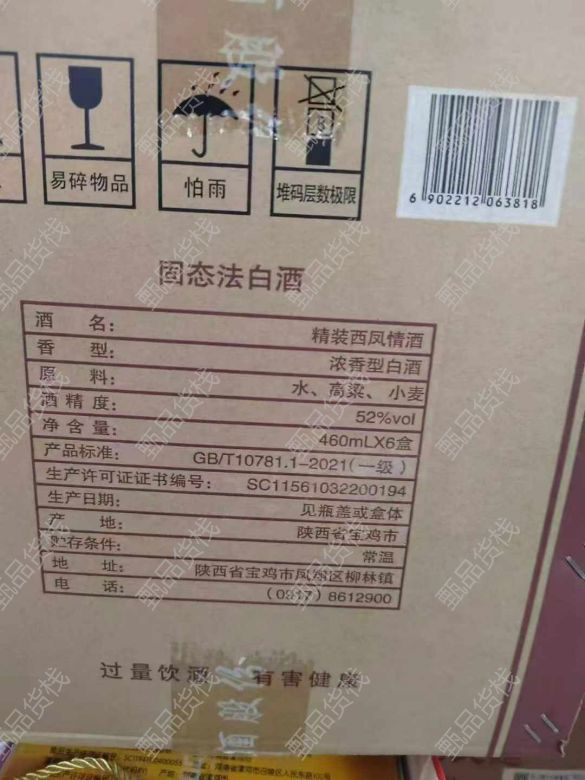 易碎物品
怕雨
堆码层数极限
6 902212 063818
固态法白酒
酒 名: 精装西凤情酒
香 型: 浓香型白酒
原 料: 水、高粱、小麦
酒 精 度: 52%vol
净 含 量: 460mLX6盒
产品标准: GB/T10781.1-2021(一级)
生产许可证证书编号: SC11561032200194
生产日期: 见瓶盖或盒体
产 地: 陕西省宝鸡市
贮存条件: 常温
地 址: 陕西省宝鸡市凤翔区柳林镇
电 话: (0917)8612900
过量饮酒 有害健康
甄品货栈